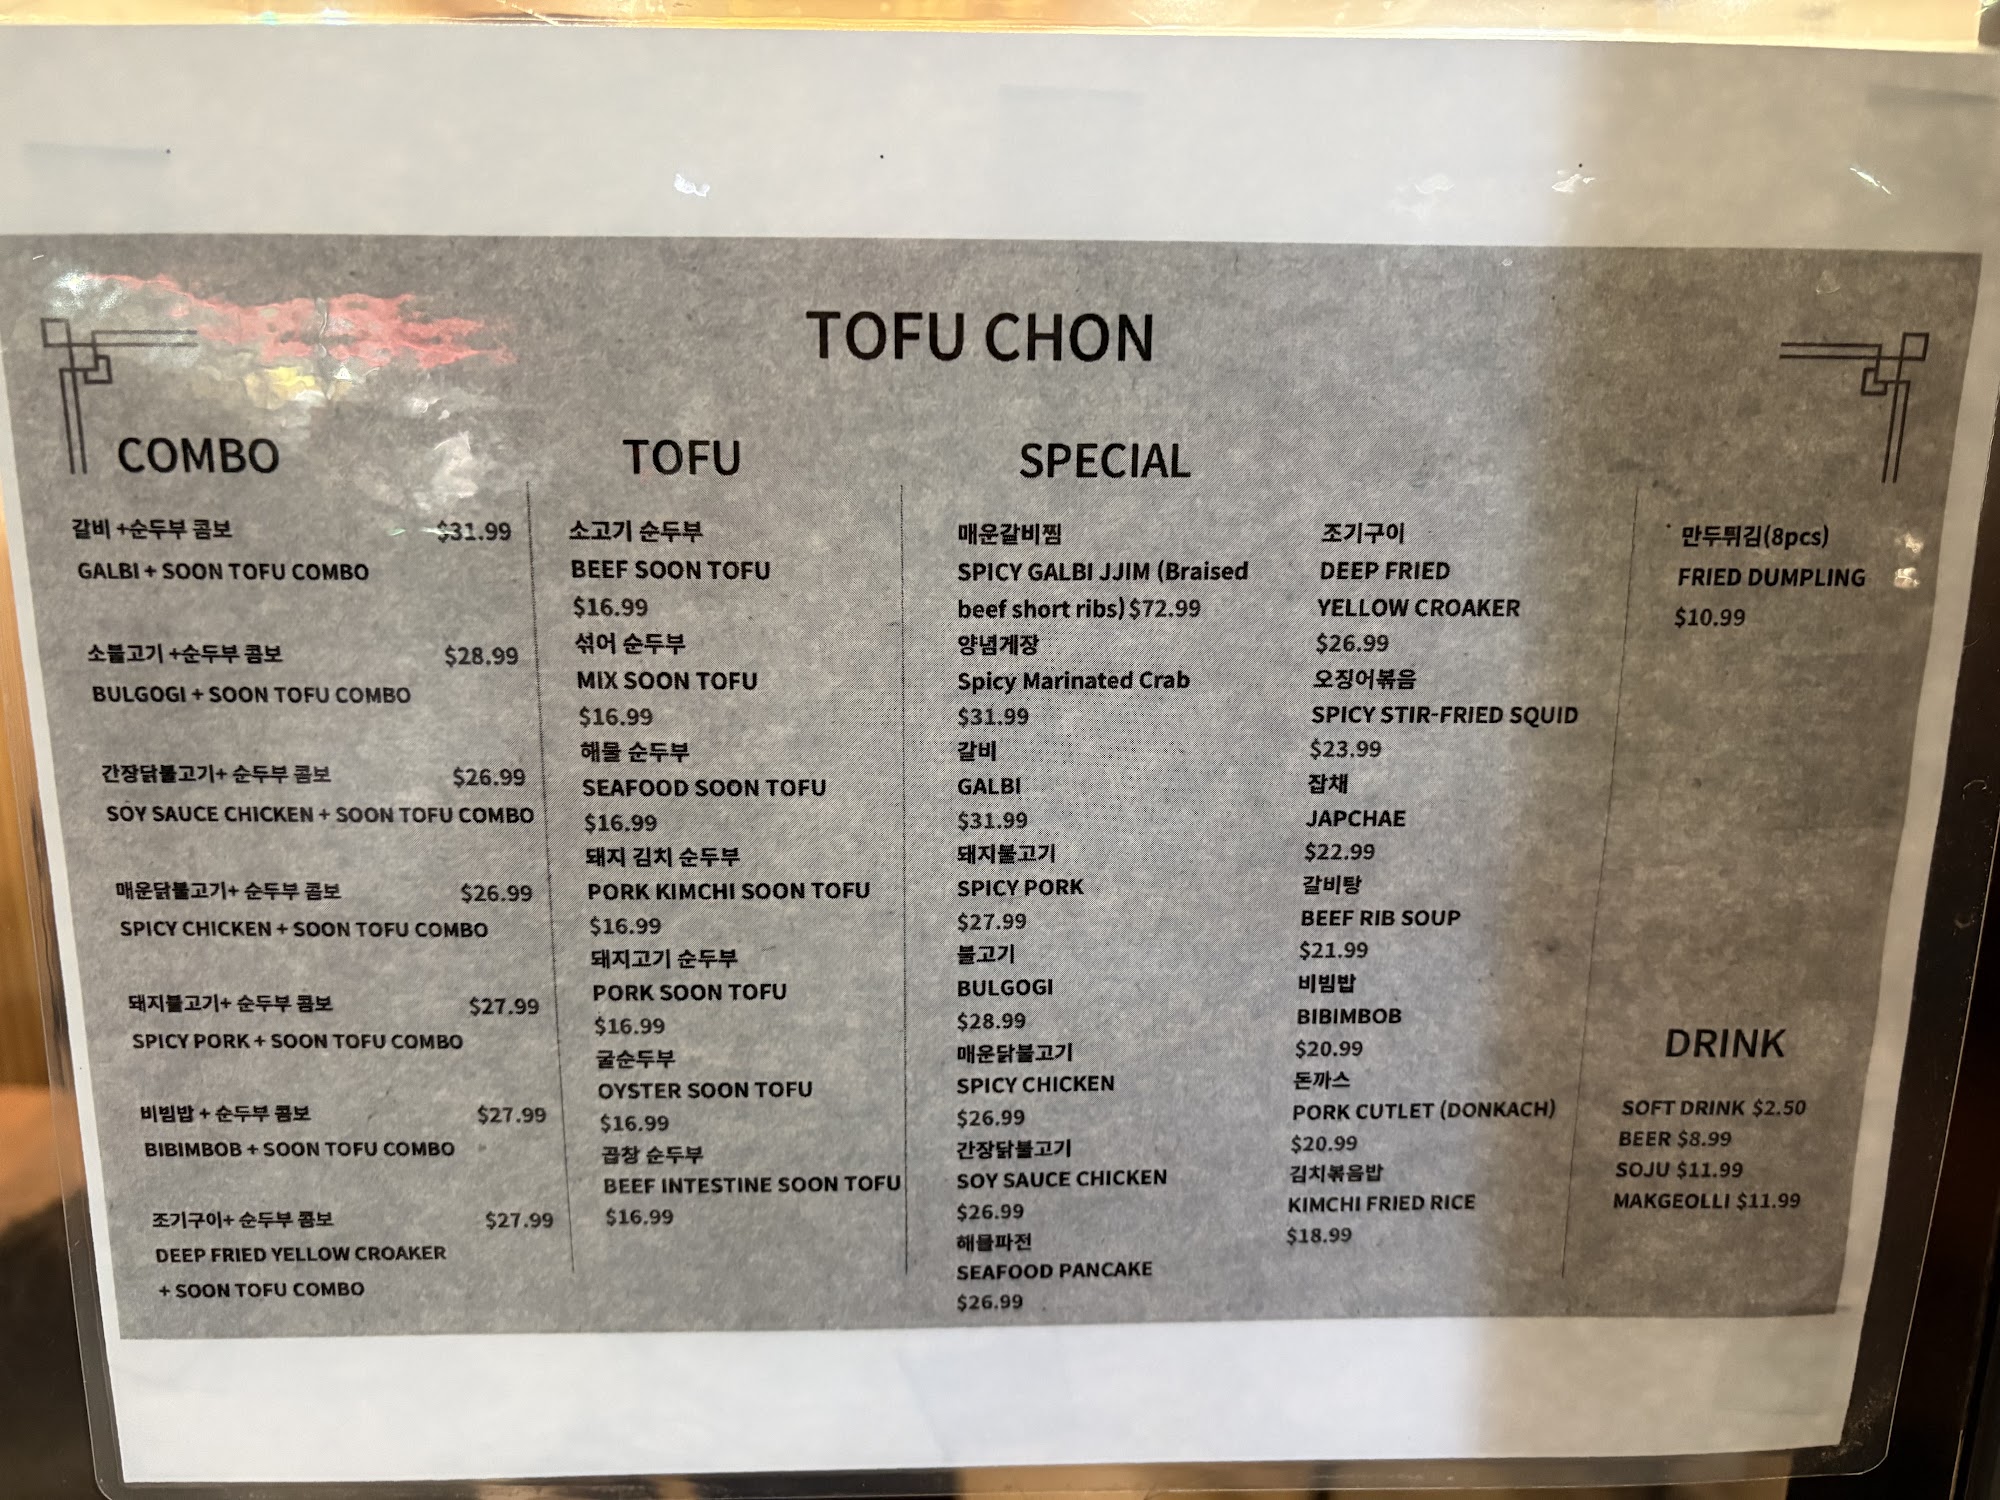 TOFU CHON
COMBO
갈비 +순두부 콤보 $31.99
GALBI + SOON TOFU COMBO
소불고기 +순두부 콤보 $28.99
BULGOGI + SOON TOFU COMBO
간장닭불고기+ 순두부 콤보 $26.99
SOY SAUCE CHICKEN + SOON TOFU COMBO
매운닭불고기+ 순두부 콤보 $26.99
SPICY CHICKEN + SOON TOFU COMBO
돼지불고기+ 순두부 콤보 $27.99
SPICY PORK + SOON TOFU COMBO
비빔밥 + 순두부 콤보 $27.99
BIBIMBOB + SOON TOFU COMBO
조기구이+ 순두부 콤보 $27.99
DEEP FRIED YELLOW CROAKER
+ SOON TOFU COMBO
TOFU
소고기 순두부
BEEF SOON TOFU
$16.99
섞어 순두부
MIX SOON TOFU
$16.99
해물 순두부
SEAFOOD SOON TOFU
$16.99
돼지 김치 순두부
PORK KIMCHI SOON TOFU
$16.99
돼지고기 순두부
PORK SOON TOFU
$16.99
굴순두부
OYSTER SOON TOFU
$16.99
곱창 순두부
BEEF INTESTINE SOON TOFU
$16.99
SPECIAL
매운갈비찜
SPICY GALBI JJIM (Braised
beef short ribs) $72.99
양념게장
Spicy Marinated Crab
$31.99
갈비
GALBI
$31.99
돼지불고기
SPICY PORK
$27.99
불고기
BULGOGI
$28.99
매운닭불고기
SPICY CHICKEN
$26.99
간장닭불고기
SOY SAUCE CHICKEN
$26.99
해물파전
SEAFOOD PANCAKE
$26.99
조기구이
DEEP FRIED
YELLOW CROAKER
$26.99
오징어볶음
SPICY STIR-FRIED SQUID
$23.99
잡채
JAPCHAE
$22.99
갈비탕
BEEF RIB SOUP
$21.99
비빔밥
BIBIMBOB
$20.99
돈까스
PORK CUTLET (DONKACH)
$20.99
김치볶음밥
KIMCHI FRIED RICE
$18.99
만두튀김(8pcs)
FRIED DUMPLING
$10.99
DRINK
SOFT DRINK $2.50
BEER $8.99
SOJU $11.99
MAKGEOLLI $11.99